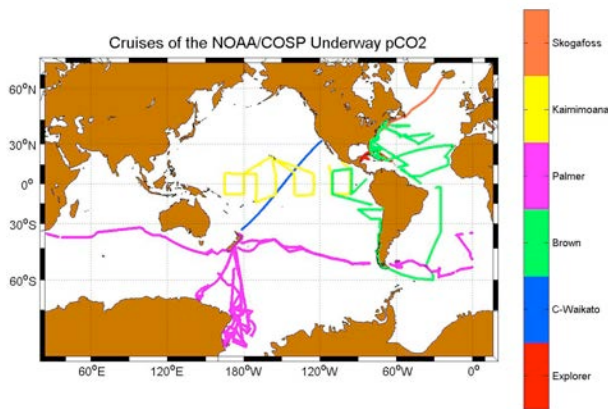 Cruises of the NOAA/COSP Underway pCO2
60°N
30°N
0°
30°S
60°S
60°E
120°E
180°W
120°W
60°W
0°
Skogafoss
Kaimimoana
Palmer
Brown
C-Waikato
Explorer